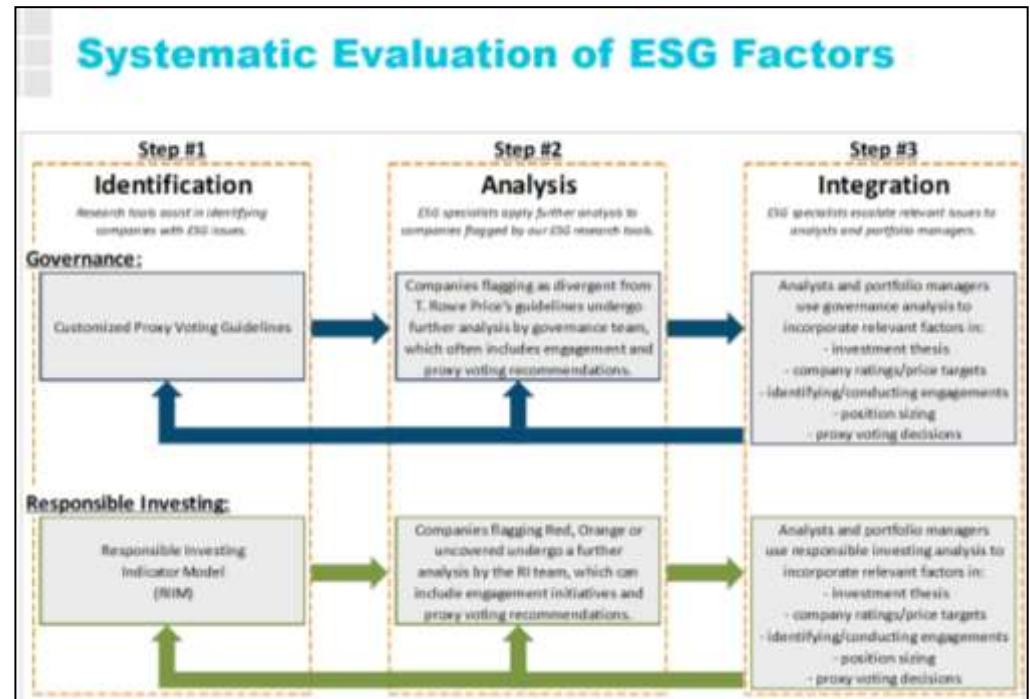 Systematic Evaluation of ESG Factors
Step #1
Identification
Research tools assist in identifying
companies with ESG issues.
Step #2
Analysis
ESG specialists apply further analysis to
companies flagged by our ESG research tools.
Step #3
Integration
ESG specialists escalate relevant issues to
analysts and portfolio managers.
Governance:
Customized Proxy Voting Guidelines
Companies flagging as divergent from
T. Rowe Price's guidelines undergo
further analysis by governance team,
which often includes engagement and
proxy voting recommendations.
Analysts and portfolio managers
use governance analysis to
incorporate relevant factors in:
- investment thesis
- company ratings/price targets
- identifying/conducting engagements
- position sizing
- proxy voting decisions
Responsible Investing:
Responsible Investing
Indicator Model
(RIIM)
Companies flagging Red, Orange or
uncovered undergo a further
analysis by the RI team, which can
include engagement initiatives and
proxy voting recommendations.
Analysts and portfolio managers
use responsible investing analysis to
incorporate relevant factors in:
- investment thesis
- company ratings/price targets
- identifying/conducting engagements
- position sizing
- proxy voting decisions